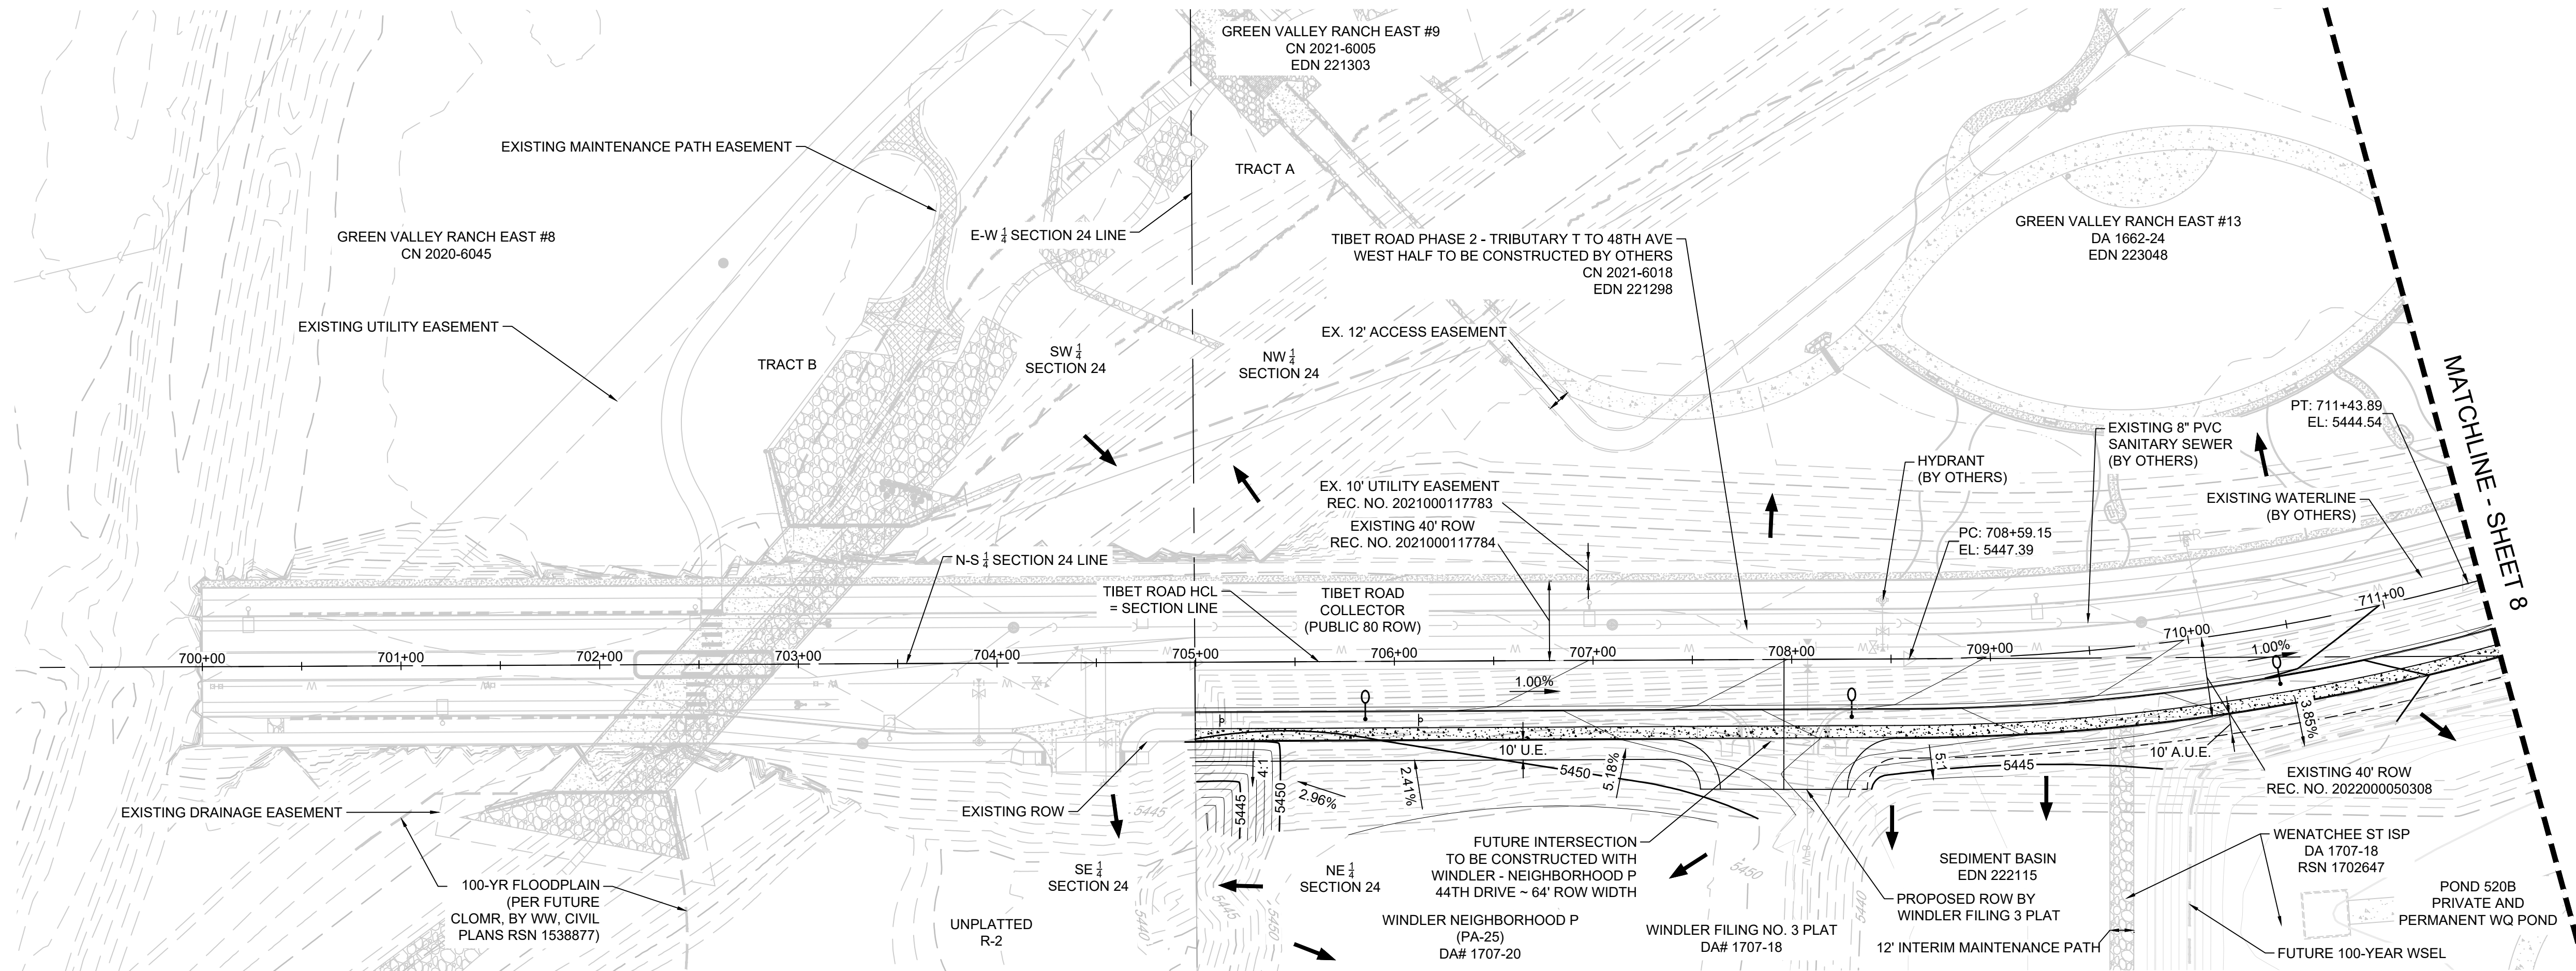 GREEN VALLEY RANCH EAST #9
CN 2021-6005
EDN 221303
EXISTING MAINTENANCE PATH EASEMENT
TRACT A
GREEN VALLEY RANCH EAST #8
CN 2020-6045
E-W 1/4 SECTION 24 LINE
TIBET ROAD PHASE 2 - TRIBUTARY T TO 48TH AVE
WEST HALF TO BE CONSTRUCTED BY OTHERS
CN 2021-6018
EDN 221298
GREEN VALLEY RANCH EAST #13
DA 1662-24
EDN 223048
EXISTING UTILITY EASEMENT
EX. 12' ACCESS EASEMENT
TRACT B
SW 1/4
SECTION 24
NW 1/4
SECTION 24
MATCHLINE - SHEET 8
PT: 711+43.89
EL: 5444.54
EXISTING 8" PVC
SANITARY SEWER
(BY OTHERS)
HYDRANT
(BY OTHERS)
EXISTING WATERLINE
(BY OTHERS)
EX. 10' UTILITY EASEMENT
REC. NO. 2021000117783
EXISTING 40' ROW
REC. NO. 2021000117784
PC: 708+59.15
EL: 5447.39
N-S 1/4 SECTION 24 LINE
TIBET ROAD HCL
= SECTION LINE
TIBET ROAD
COLLECTOR
(PUBLIC 80 ROW)
700+00
701+00
702+00
703+00
704+00
705+00
706+00
707+00
708+00
709+00
710+00
711+00
1.00%
1.00%
3.85%
10' U.E.
4:1
5445
5450
2.96%
2.41%
5450
5.18%
5:1
5445
10' A.U.E.
EXISTING 40' ROW
REC. NO. 2022000050308
EXISTING DRAINAGE EASEMENT
EXISTING ROW
5445
5440
5445
5450
5450
5445
100-YR FLOODPLAIN
(PER FUTURE
CLOMR, BY WW, CIVIL
PLANS RSN 1538877)
SE 1/4
SECTION 24
NE 1/4
SECTION 24
UNPLATTED
R-2
FUTURE INTERSECTION
TO BE CONSTRUCTED WITH
WINDLER - NEIGHBORHOOD P
44TH DRIVE ~ 64' ROW WIDTH
WINDLER NEIGHBORHOOD P
(PA-25)
DA# 1707-20
WINDLER FILING NO. 3 PLAT
DA# 1707-18
SEDIMENT BASIN
EDN 222115
PROPOSED ROW BY
WINDLER FILING 3 PLAT
12' INTERIM MAINTENANCE PATH
WENATCHEE ST ISP
DA 1707-18
RSN 1702647
POND 520B
PRIVATE AND
PERMANENT WQ POND
FUTURE 100-YEAR WSEL